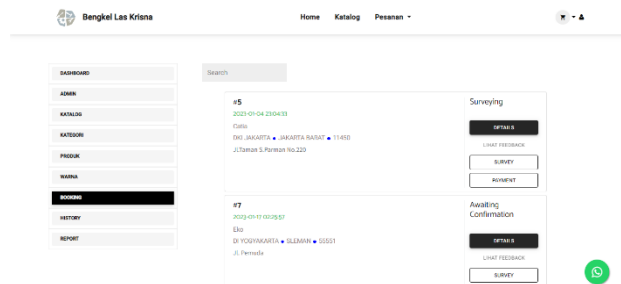 Bengkel Las Krisna
Home Katalog Pesanan
DASHBOARD
ADMIN
KATALOG
KATEGORI
PRODUK
WARNA
BOOKING
HISTORY
REPORT
Search
#5
2023-01-04 23:04:33
DKI JAKARTA ● JAKARTA BARAT ● 11450
Jl.Taman S.Parman No.220
Surveying
DETAILS
LIHAT FEEDBACK
SURVEY
PAYMENT
#7
2023-01-17 02:25:57
Eko
DI YOGYAKARTA ● SLEMAN ● 55551
Jl. Pemuda
Awaiting
Confirmation
DETAILS
LIHAT FEEDBACK
SURVEY